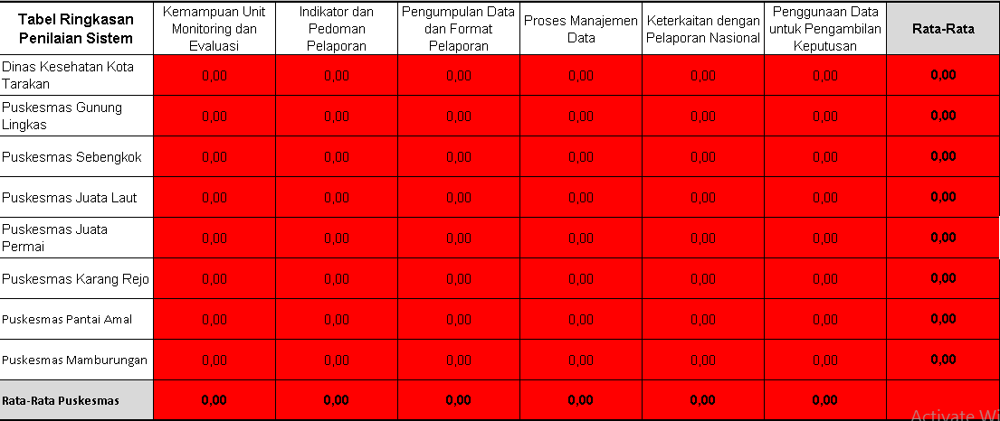 Tabel Ringkasan
Penilaian Sistem
Kemampuan Unit
Monitoring dan
Evaluasi
Indikator dan
Pedoman
Pelaporan
Pengumpulan Data
dan Format
Pelaporan
Proses Manajemen
Data
Keterkaitan dengan
Pelaporan Nasional
Penggunaan Data
untuk Pengambilan
Keputusan
Rata-Rata
Dinas Kesehatan Kota
Tarakan
0,00 0,00 0,00 0,00 0,00 0,00 0,00
Puskesmas Gunung
Lingkas
0,00 0,00 0,00 0,00 0,00 0,00 0,00
Puskesmas Sebengkok 0,00 0,00 0,00 0,00 0,00 0,00 0,00
Puskesmas Juata Laut 0,00 0,00 0,00 0,00 0,00 0,00 0,00
Puskesmas Juata
Permai
0,00 0,00 0,00 0,00 0,00 0,00 0,00
Puskesmas Karang Rejo 0,00 0,00 0,00 0,00 0,00 0,00 0,00
Puskesmas Pantai Amal 0,00 0,00 0,00 0,00 0,00 0,00 0,00
Puskesmas Mamburungan 0,00 0,00 0,00 0,00 0,00 0,00 0,00
Rata-Rata Puskesmas 0,00 0,00 0,00 0,00 0,00 0,00
Activate Wi